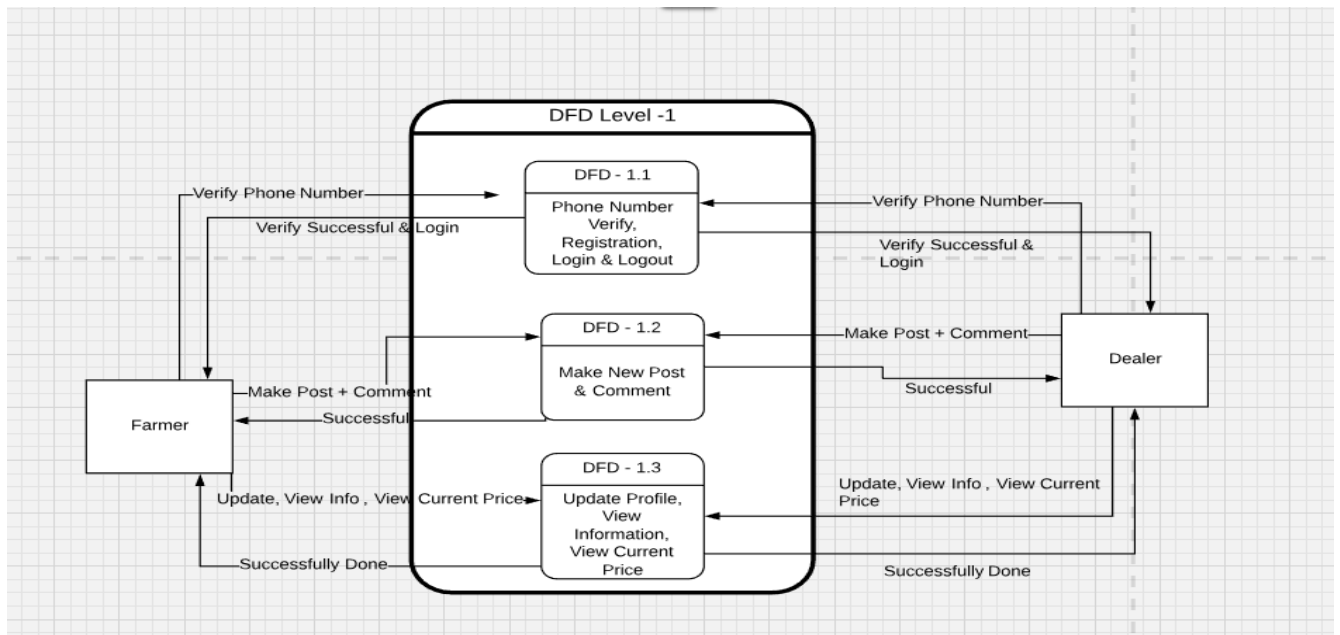 DFD Level -1
DFD - 1.1
Phone Number
Verify,
Registration,
Login & Logout
Verify Phone Number
Verify Successful & Login
Verify Phone Number
Verify Successful &
Login
DFD - 1.2
Make New Post
& Comment
Make Post + Comment
Successful
Make Post + Comment
Successful
Farmer
Dealer
DFD - 1.3
Update Profile,
View
Information,
View Current
Price
Update, View Info , View Current Price
Successfully Done
Update, View Info , View Current
Price
Successfully Done